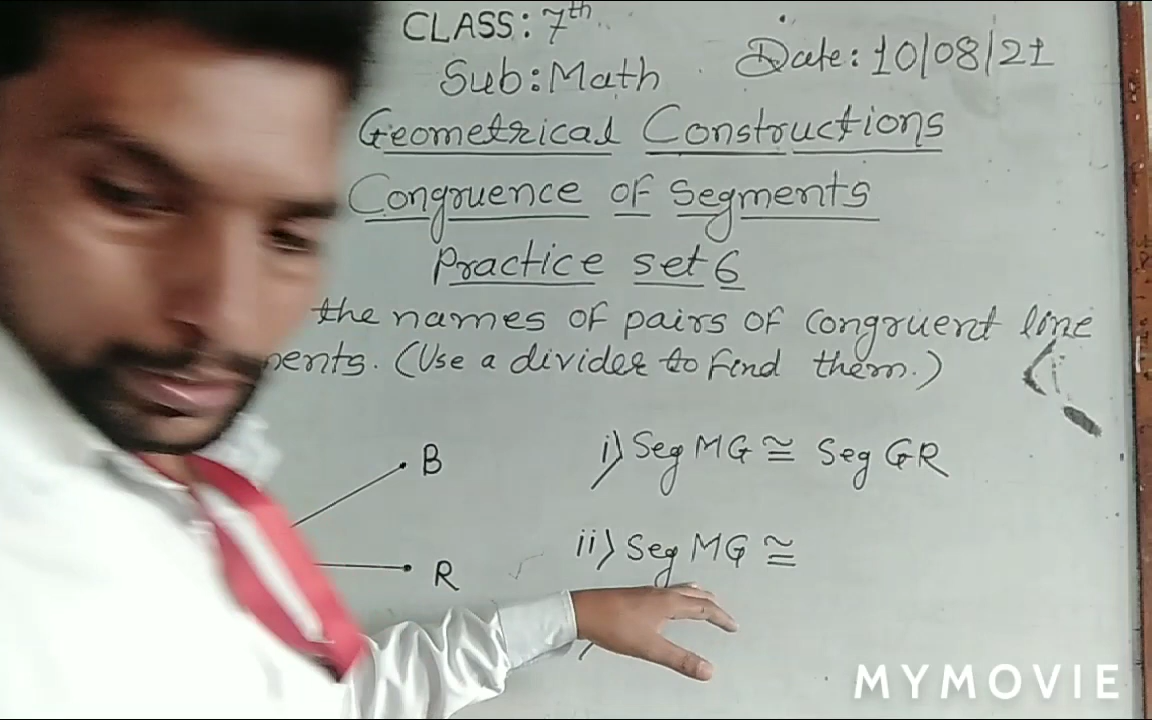 CLASS: 7th
Sub: Math
Date: 10/08/21
Geometrical Constructions
Congruence of Segments
Practice set 6
the names of pairs of congruent line
ments. (Use a divider to find them.)
B
i) Seg MG ≅ Seg GR
R
ii) Seg MG ≅
MYMOVIE